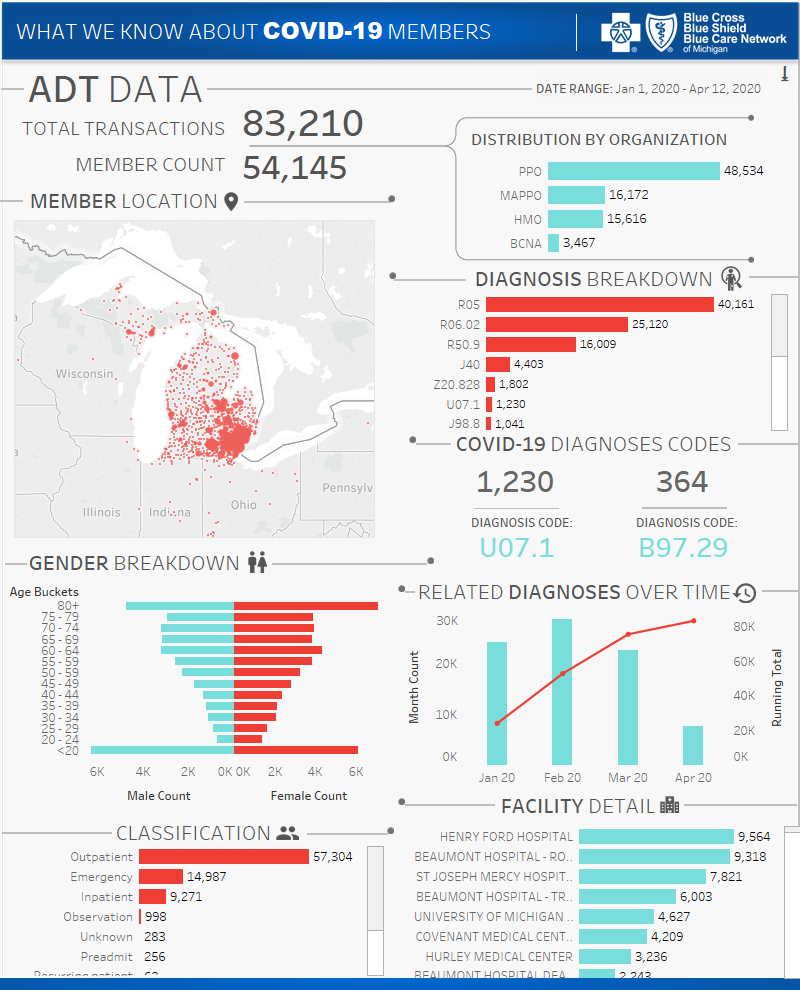 WHAT WE KNOW ABOUT COVID-19 MEMBERS
Blue Cross
Blue Shield
Blue Care Network
of Michigan
ADT DATA
DATE RANGE: Jan 1, 2020 - Apr 12, 2020
TOTAL TRANSACTIONS 83,210
MEMBER COUNT 54,145
DISTRIBUTION BY ORGANIZATION
PPO 48,534
MAPPO 16,172
HMO 15,616
BCNA 3,467
MEMBER LOCATION
Wisconsin
Illinois
Indiana
Ohio
Pennsylv
DIAGNOSIS BREAKDOWN
R05 40,161
R06.02 25,120
R50.9 16,009
J40 4,403
Z20.828 1,802
U07.1 1,230
J98.8 1,041
COVID-19 DIAGNOSES CODES
1,230 364
DIAGNOSIS CODE: DIAGNOSIS CODE:
U07.1 B97.29
GENDER BREAKDOWN
Age Buckets
80+
75 - 79
70 - 74
65 - 69
60 - 64
55 - 59
50 - 59
45 - 49
40 - 44
35 - 39
30 - 34
25 - 29
20 - 24
<20
6K 4K 2K 0K 0K 2K 4K 6K
Male Count Female Count
RELATED DIAGNOSES OVER TIME
30K 80K
20K 60K
10K 40K
0K 20K
0K
Month Count
Running Total
Jan 20 Feb 20 Mar 20 Apr 20
CLASSIFICATION
Outpatient 57,304
Emergency 14,987
Inpatient 9,271
Observation 998
Unknown 283
Preadmit 256
Recurring patient 62
FACILITY DETAIL
HENRY FORD HOSPITAL 9,564
BEAUMONT HOSPITAL - RO.. 9,318
ST JOSEPH MERCY HOSPIT.. 7,821
BEAUMONT HOSPITAL - TR.. 6,003
UNIVERSITY OF MICHIGAN .. 4,627
COVENANT MEDICAL CENT.. 4,209
HURLEY MEDICAL CENTER 3,236
BEAUMONT HOSPITAL DEA.. 2,243